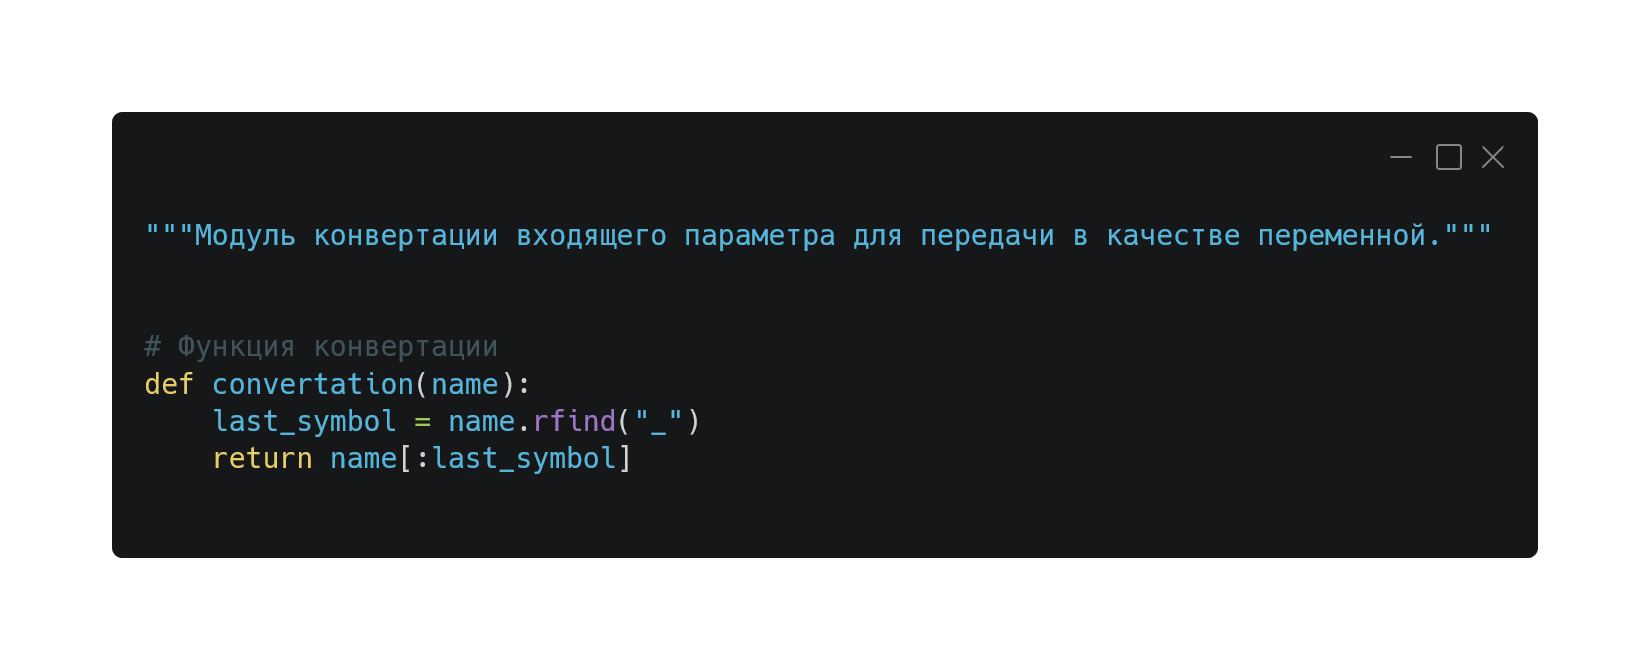 """Модуль конвертации входящего параметра для передачи в качестве переменной."""
# Функция конвертации
def convertation(name):
    last_symbol = name.rfind("_")
    return name[:last_symbol]